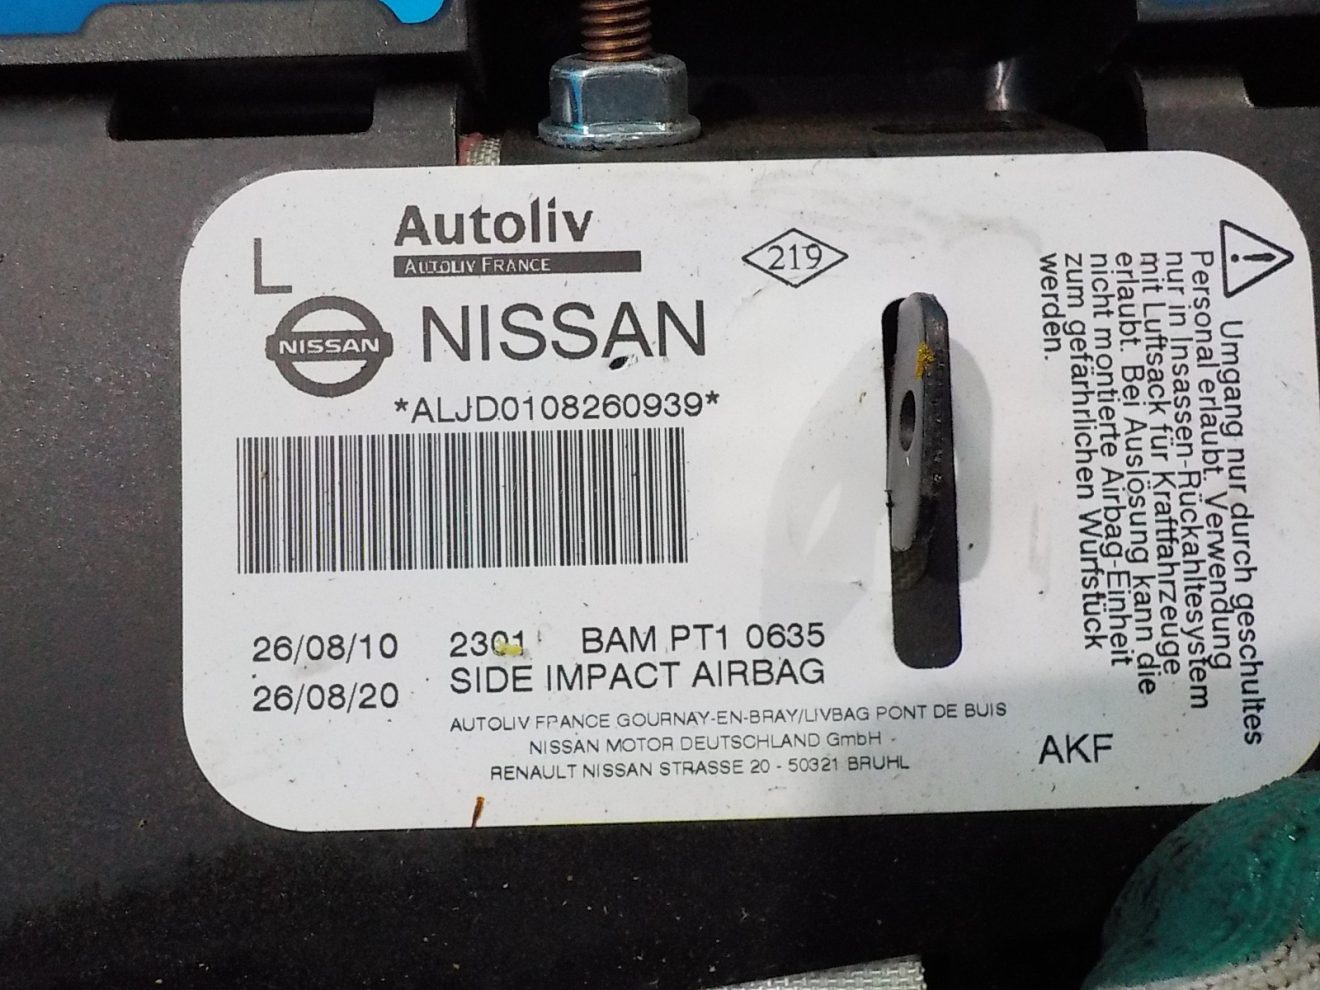 L
Autoliv
AUTOLIV FRANCE
219
NISSAN
NISSAN
*ALJD0108260939*
26/08/10 2301 BAM PT1 0635
26/08/20 SIDE IMPACT AIRBAG
AUTOLIV FRANCE GOURNAY-EN-BRAY/LIVBAG PONT DE BUIS
NISSAN MOTOR DEUTSCHLAND GmbH
RENAULT NISSAN STRASSE 20 - 50321 BRUHL
AKF
Umgang nur durch geschultes
Personal erlaubt. Verwendung
nur in Insassen-Rückahltesystem
mit Luftsack für Kraftfahrzeuge
erlaubt. Bei Auslösung kann die
nicht montierte Airbag-Einheit
zum gefährlichen Wurfstück
werden.